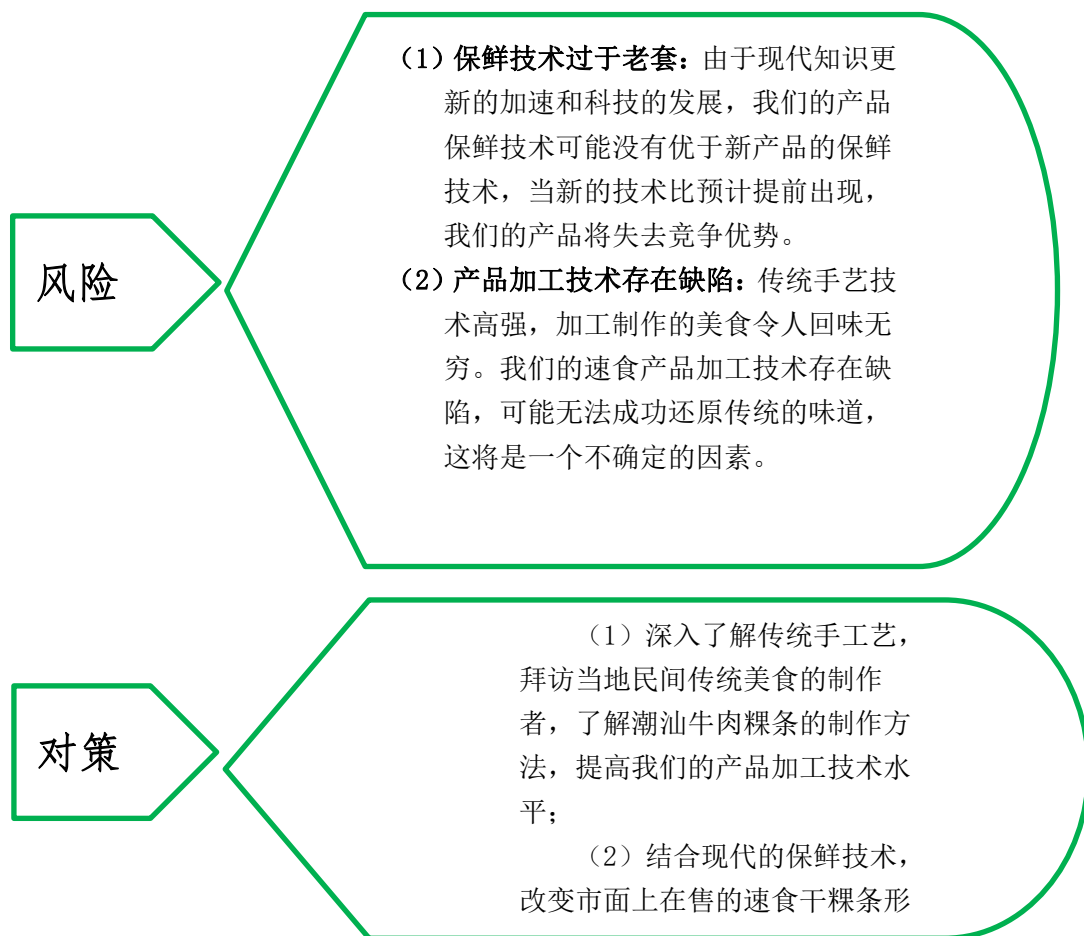 风险
（1）保鲜技术过于老套：由于现代知识更
新的加速和科技的发展，我们的产品
保鲜技术可能没有优于新产品的保鲜
技术，当新的技术比预计提前出现，
我们的产品将失去竞争优势。
（2）产品加工技术存在缺陷：传统手艺技
术高强，加工制作的美食令人回味无
穷。我们的速食产品加工技术存在缺
陷，可能无法成功还原传统的味道，
这将是一个不确定的因素。
对策
（1）深入了解传统手工艺，
拜访当地民间传统美食的制作
者，了解潮汕牛肉粿条的制作方
法，提高我们的产品加工技术水
平；
（2）结合现代的保鲜技术，
改变市面上在售的速食干粿条形